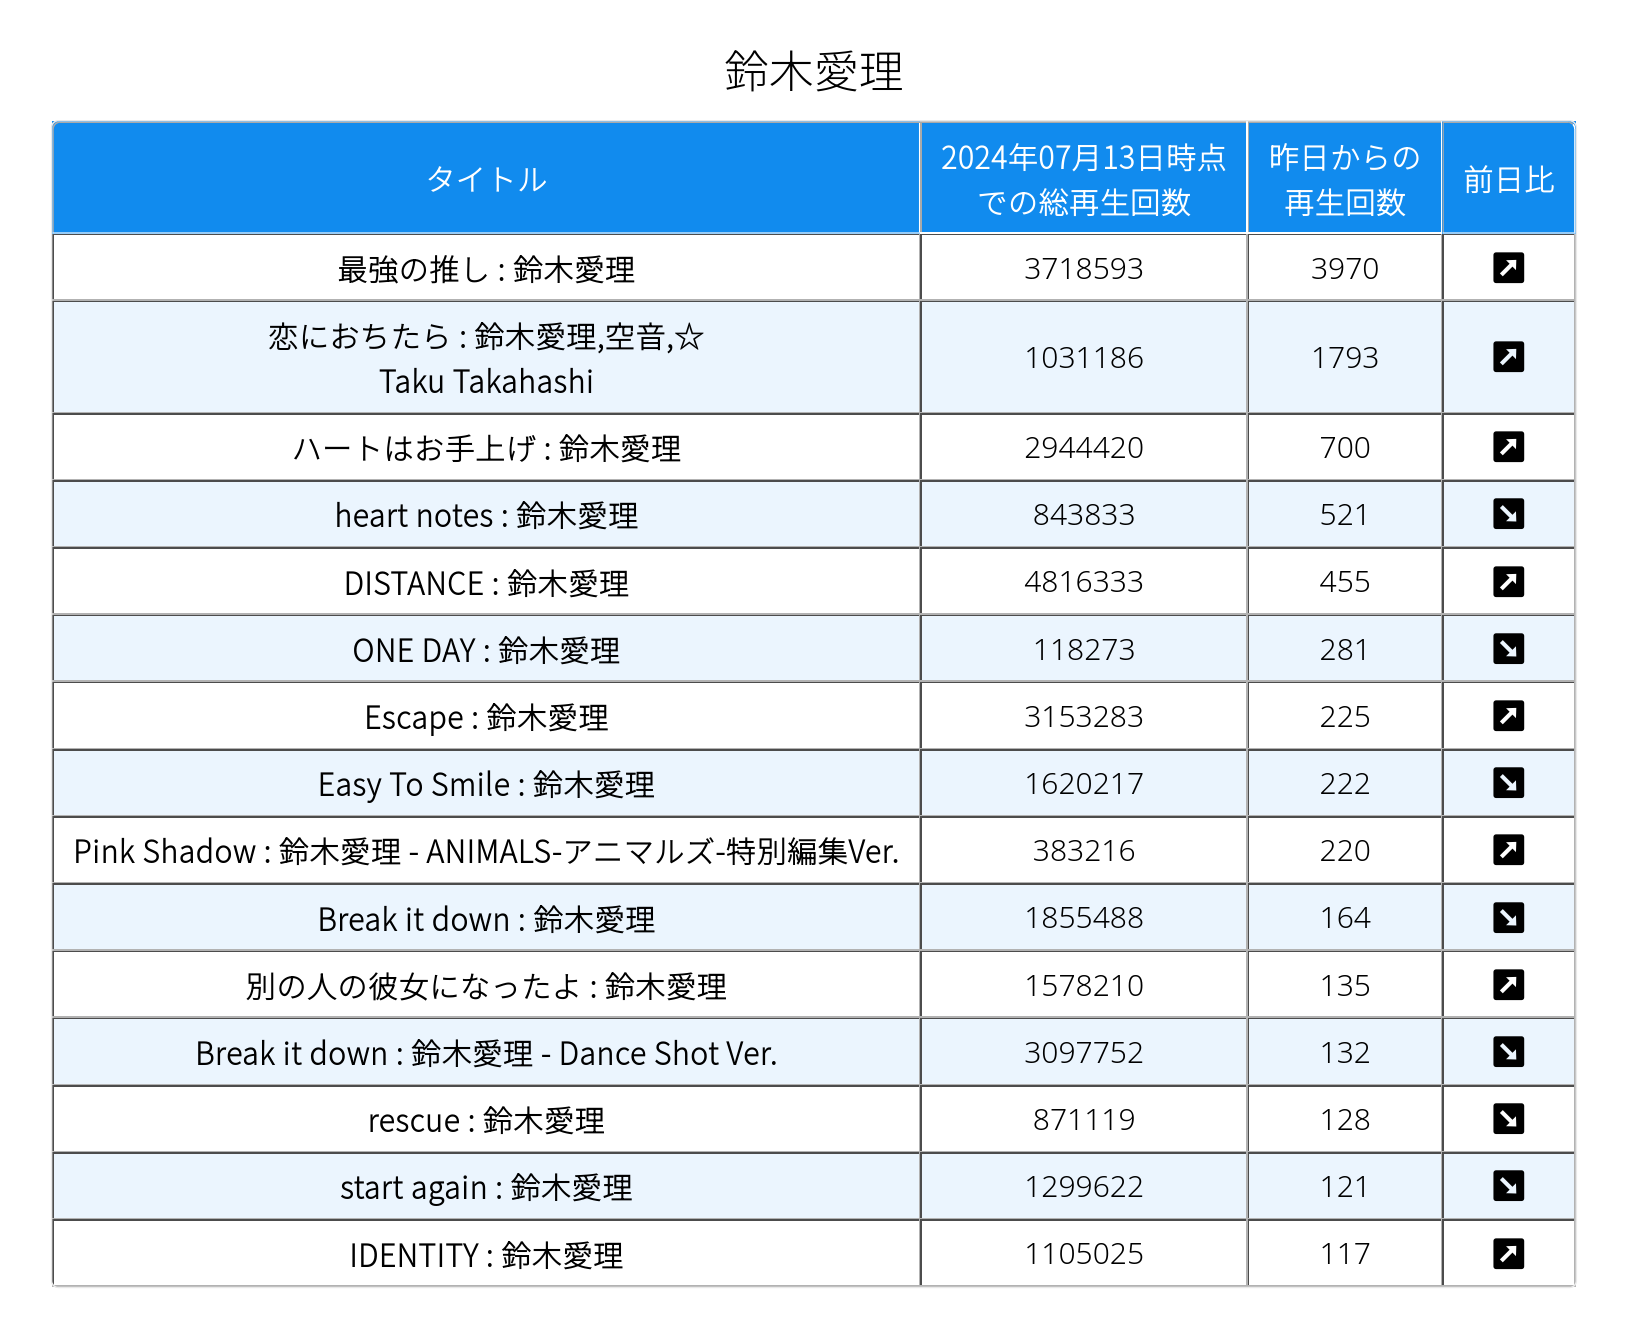 鈴木愛理
タイトル
2024年07月13日時点
での総再生回数
昨日からの
再生回数
前日比
最強の推し : 鈴木愛理 3718593 3970
恋におちたら : 鈴木愛理,空音,☆
Taku Takahashi 1031186 1793
ハートはお手上げ : 鈴木愛理 2944420 700
heart notes : 鈴木愛理 843833 521
DISTANCE : 鈴木愛理 4816333 455
ONE DAY : 鈴木愛理 118273 281
Escape : 鈴木愛理 3153283 225
Easy To Smile : 鈴木愛理 1620217 222
Pink Shadow : 鈴木愛理 - ANIMALS-アニマルズ-特別編集Ver. 383216 220
Break it down : 鈴木愛理 1855488 164
別の人の彼女になったよ : 鈴木愛理 1578210 135
Break it down : 鈴木愛理 - Dance Shot Ver. 3097752 132
rescue : 鈴木愛理 871119 128
start again : 鈴木愛理 1299622 121
IDENTITY : 鈴木愛理 1105025 117